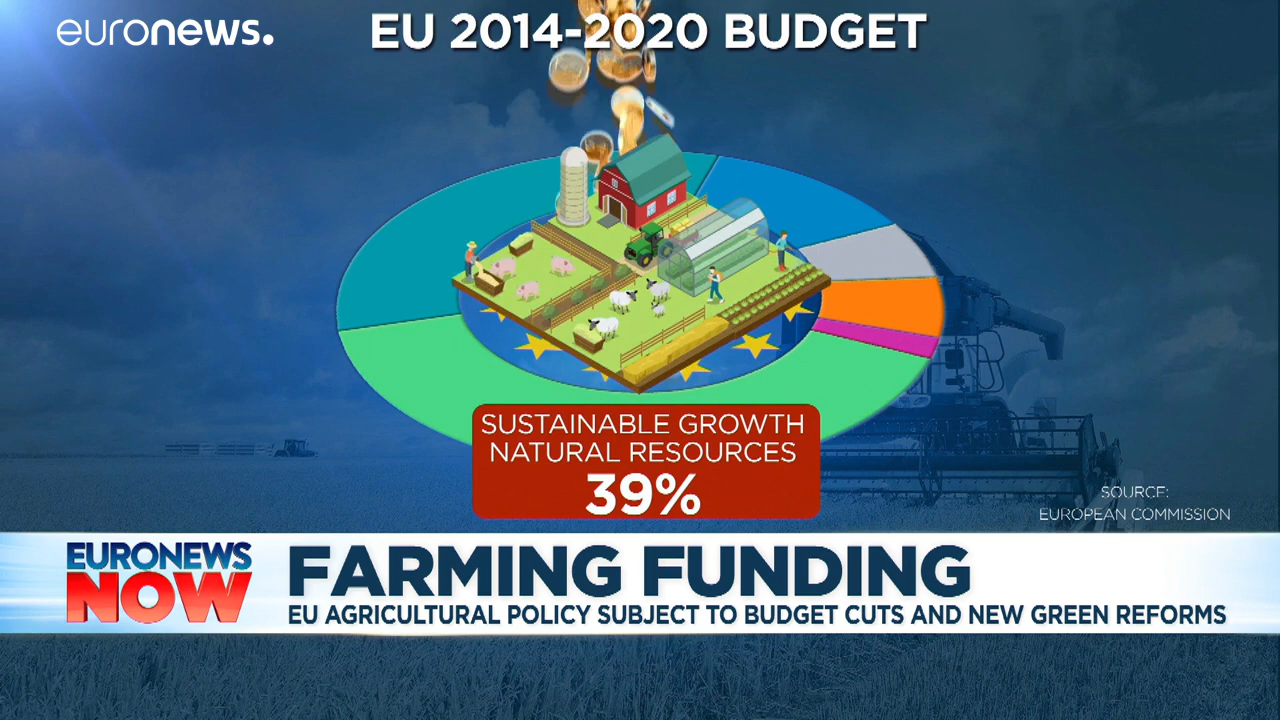 euronews.
EU 2014-2020 BUDGET
SUSTAINABLE GROWTH
NATURAL RESOURCES
39%
SOURCE:
EUROPEAN COMMISSION
EURONEWS
NOW
FARMING FUNDING
EU AGRICULTURAL POLICY SUBJECT TO BUDGET CUTS AND NEW GREEN REFORMS